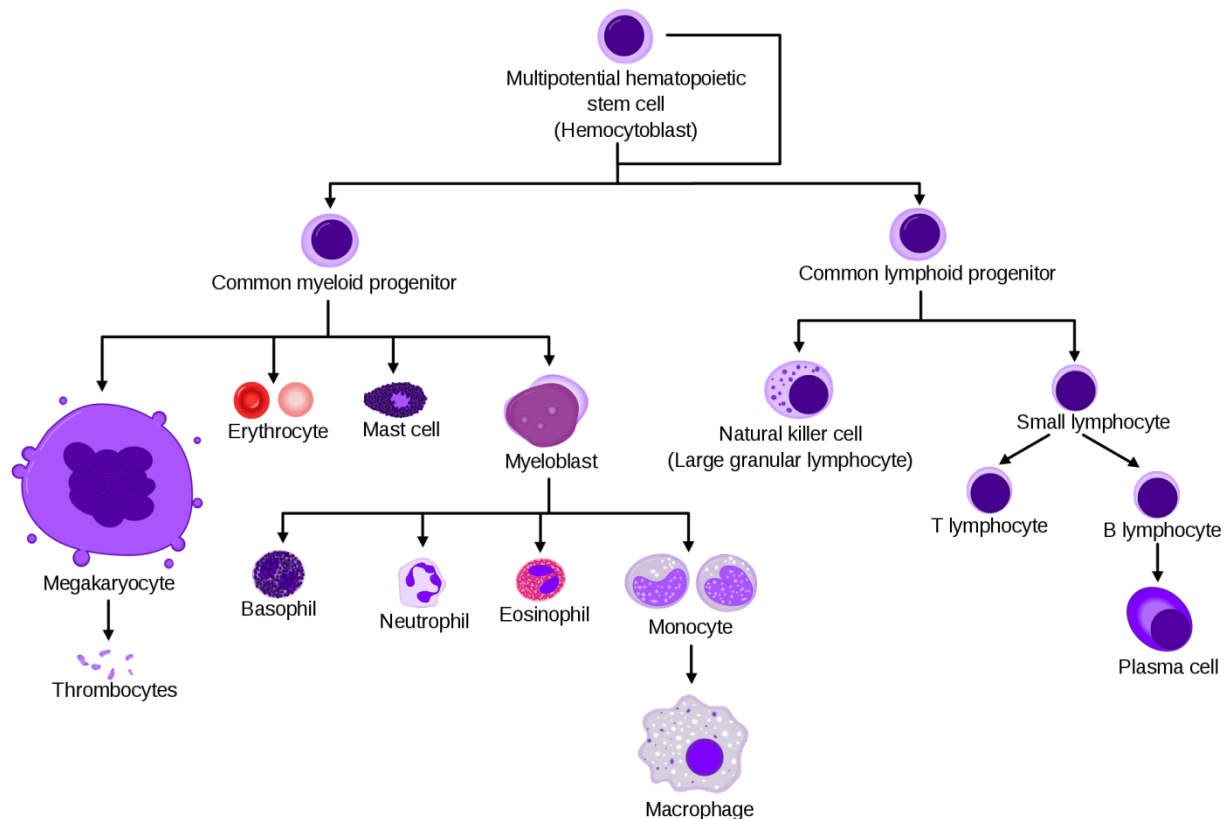 Multipotential hematopoietic
stem cell
(Hemocytoblast)
Common myeloid progenitor
Common lymphoid progenitor
Erythrocyte
Mast cell
Myeloblast
Natural killer cell
(Large granular lymphocyte)
Small lymphocyte
T lymphocyte
B lymphocyte
Megakaryocyte
Basophil
Neutrophil
Eosinophil
Monocyte
Plasma cell
Thrombocytes
Macrophage